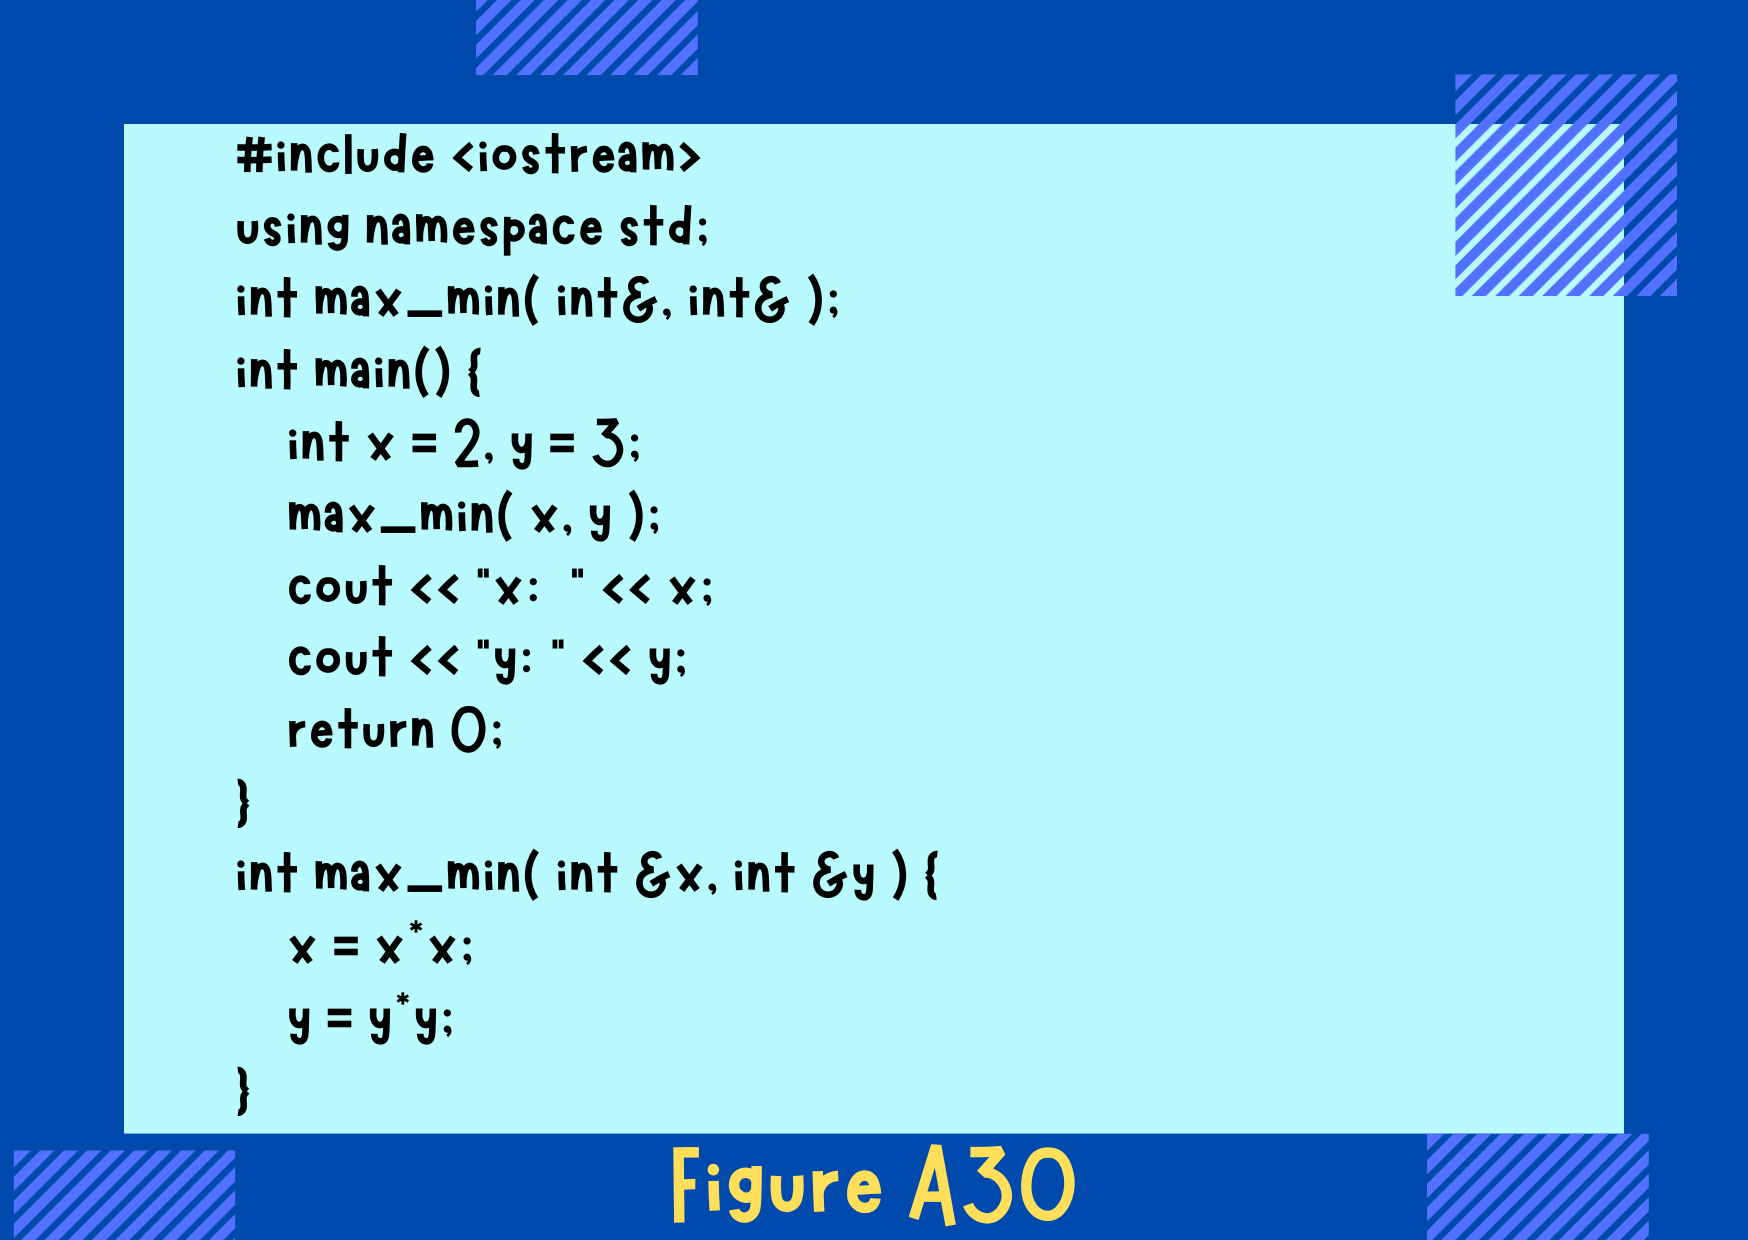 #include <iostream>
using namespace std;
int max_min( int&, int& );
int main() {
    int x = 2, y = 3;
    max_min( x, y );
    cout << "x:  " << x;
    cout << "y: " << y;
    return 0;
}
int max_min( int &x, int &y ) {
    x = x*x;
    y = y*y;
}
Figure A30